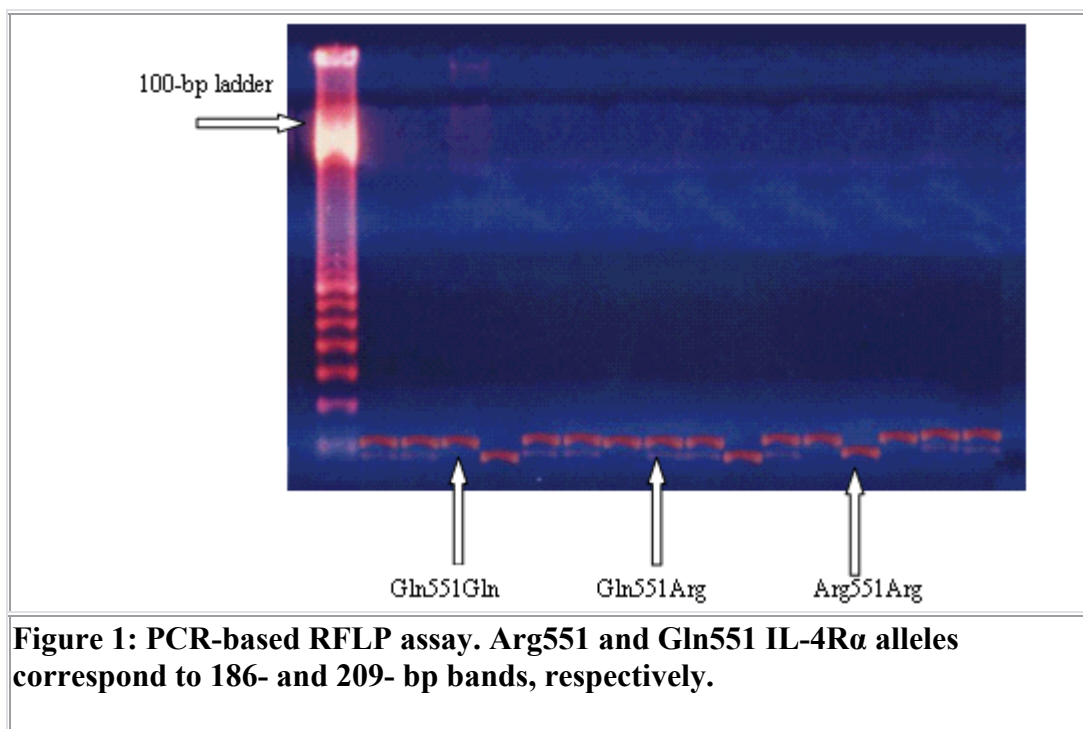 100-bp ladder
Gln551Gln
Gln551Arg
Arg551Arg
Figure 1: PCR-based RFLP assay. Arg551 and Gln551 IL-4Rα alleles
correspond to 186- and 209- bp bands, respectively.